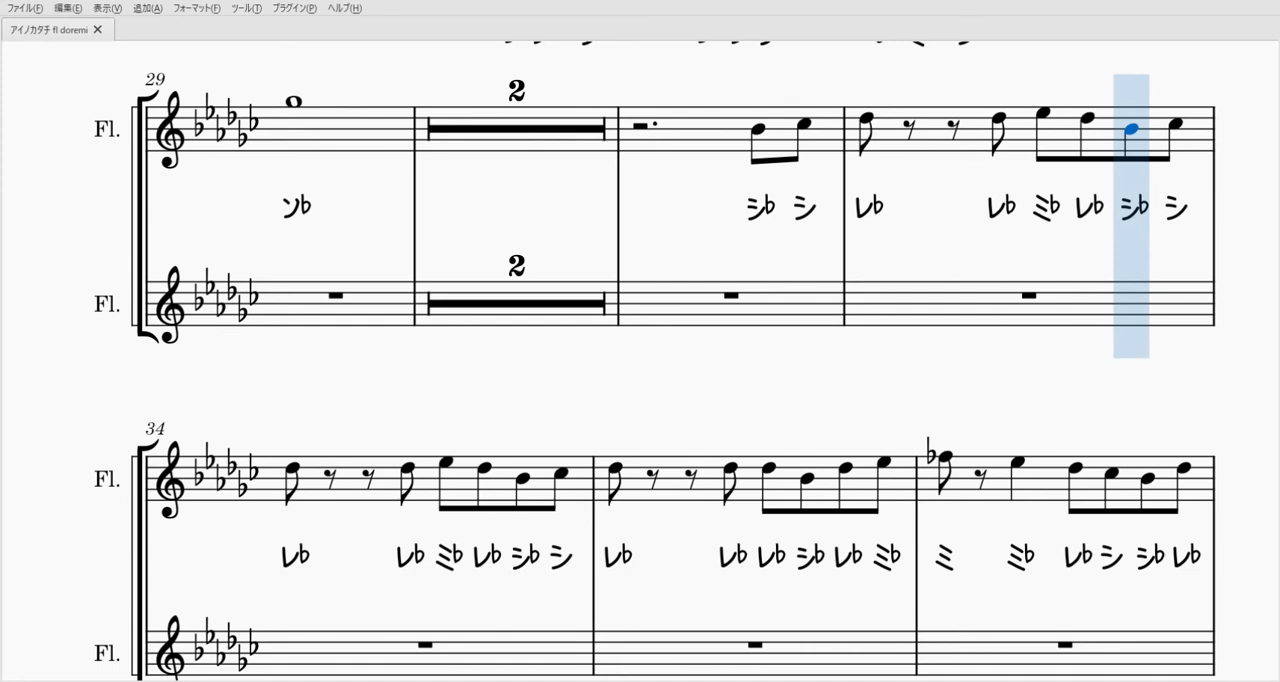 ファイル(F) 編集(E) 表示(V) 追加(A) フォーマット(F) ツール(T) プラグイン(P) ヘルプ(H)
アイノカタチ fl doremi ✕
29
2
Fl.
ソ♭ シ♭ シ レ♭ レ♭ ミ♭ レ♭ シ♭ シ
2
Fl.
34
Fl.
レ♭ レ♭ ミ♭ レ♭ シ♭ シ レ♭ レ♭ レ♭ シ♭ レ♭ ミ♭ ミ ミ♭ レ♭ シ シ♭ レ♭
Fl.